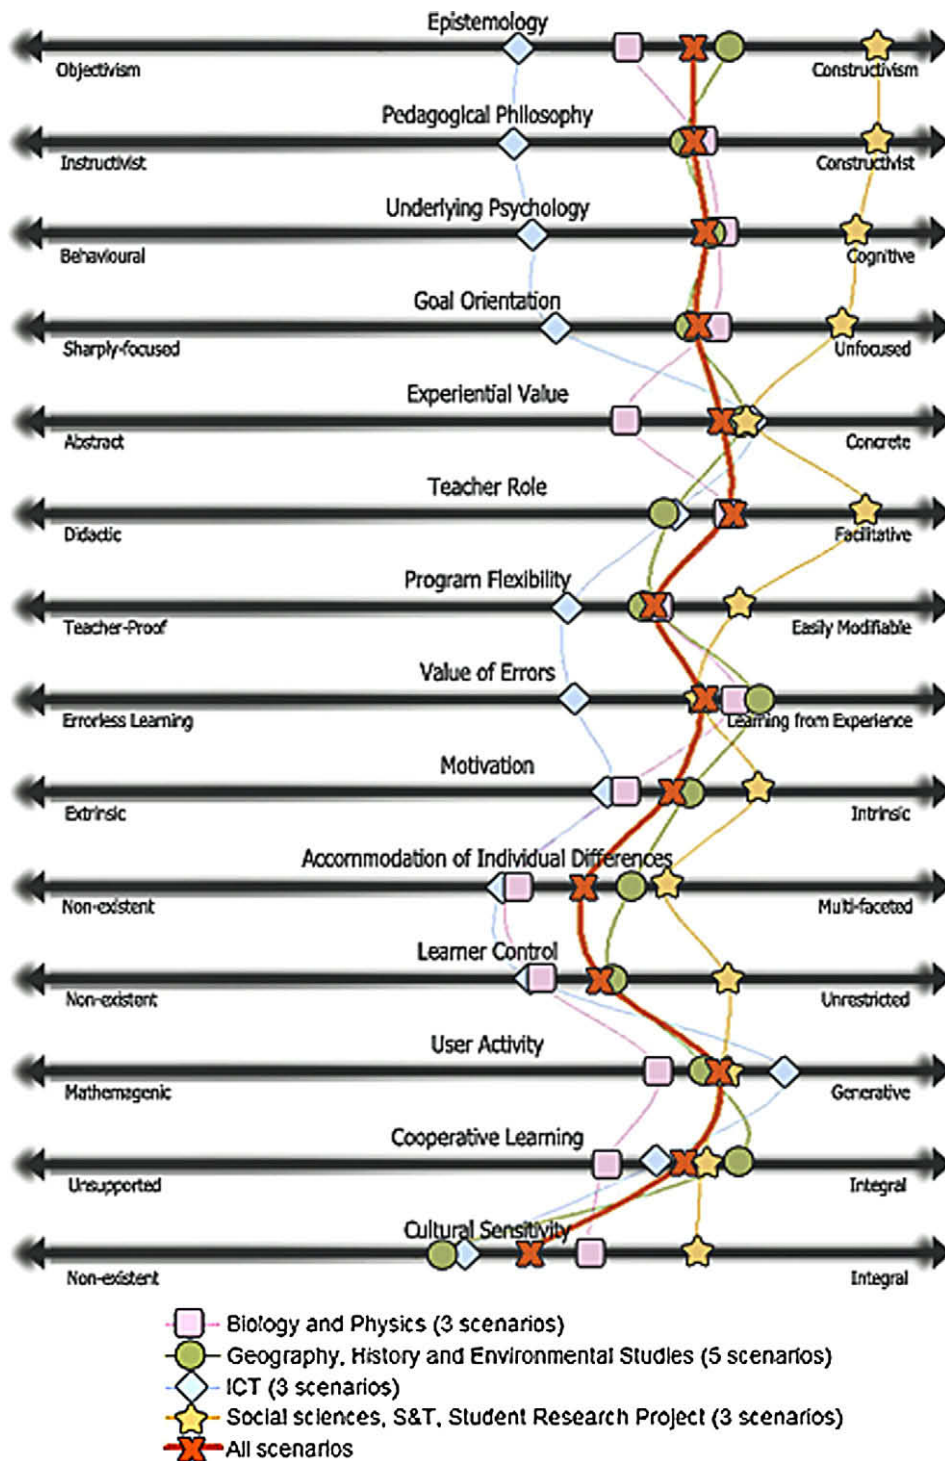 Epistemology
Objectivism Constructivism
Pedagogical Philosophy
Instructivist Constructivist
Underlying Psychology
Behavioural Cognitive
Goal Orientation
Sharply-focused Unfocused
Experiential Value
Abstract Concrete
Teacher Role
Didactic Facilitative
Program Flexibility
Teacher-Proof Easily Modifiable
Value of Errors
Errorless Learning Learning from Experience
Motivation
Extrinsic Intrinsic
Accommodation of Individual Differences
Non-existent Multi-faceted
Learner Control
Non-existent Unrestricted
User Activity
Mathemagenic Generative
Cooperative Learning
Unsupported Integral
Cultural Sensitivity
Non-existent Integral
Biology and Physics (3 scenarios)
Geography, History and Environmental Studies (5 scenarios)
ICT (3 scenarios)
Social sciences, S&T, Student Research Project (3 scenarios)
All scenarios